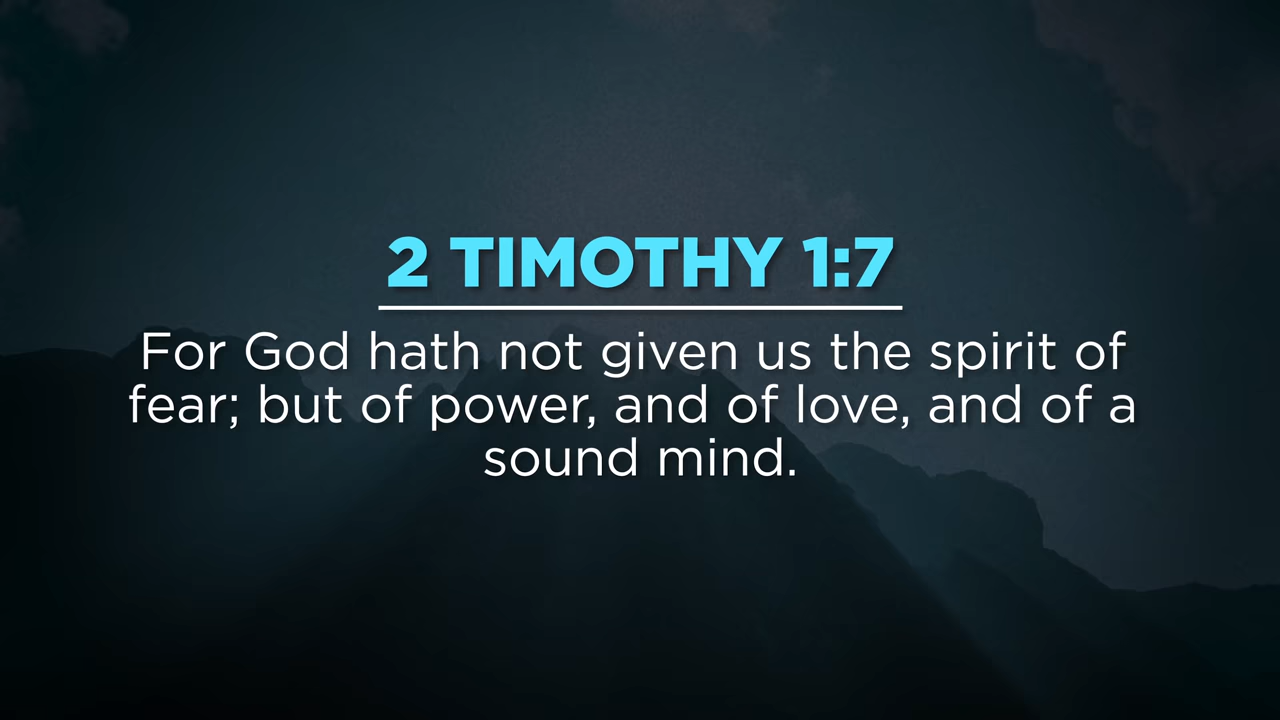 2 TIMOTHY 1:7
For God hath not given us the spirit of
fear; but of power, and of love, and of a
sound mind.